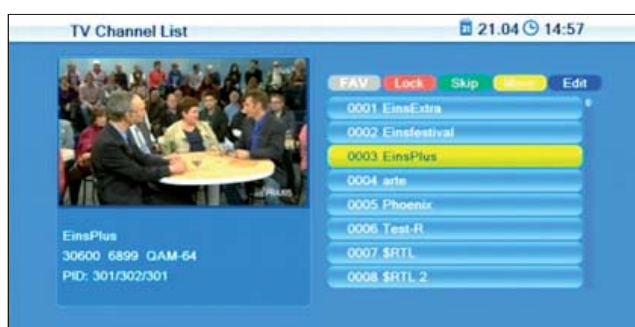 TV Channel List
21.04 14:57
FAV Lock Skip Move Edit
0001 EinsExtra
0002 Einsfestival
0003 EinsPlus
0004 arte
0005 Phoenix
0006 Test-R
0007 $RTL
0008 $RTL 2
EinsPlus
30600 6899 QAM-64
PID: 301/302/301